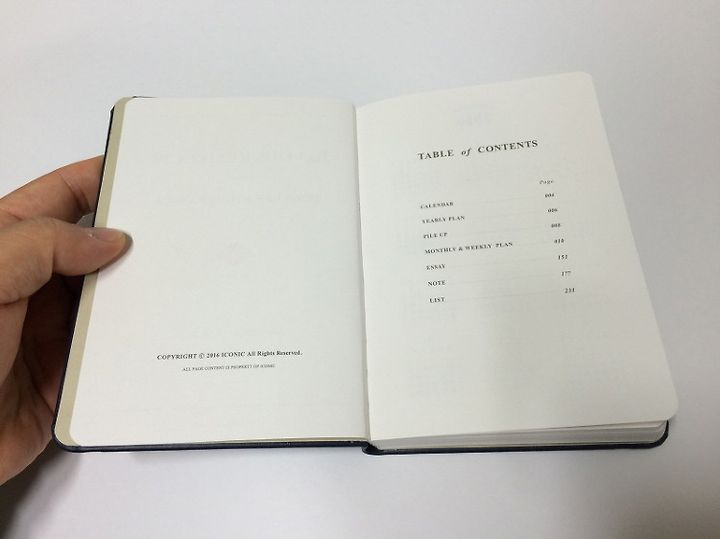 COPYRIGHT © 2016 ICONIC All Rights Reserved.
ALL PAGE CONTENT IS PROPERTY OF ICONIC
TABLE of CONTENTS
Page
CALENDAR 004
YEARLY PLAN 006
PILE UP 008
MONTHLY & WEEKLY PLAN 010
ESSAY 153
NOTE 177
LIST 231